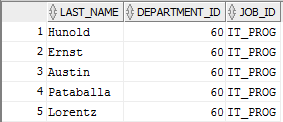 LAST_NAME DEPARTMENT_ID JOB_ID
1 Hunold 60 IT_PROG
2 Ernst 60 IT_PROG
3 Austin 60 IT_PROG
4 Pataballa 60 IT_PROG
5 Lorentz 60 IT_PROG